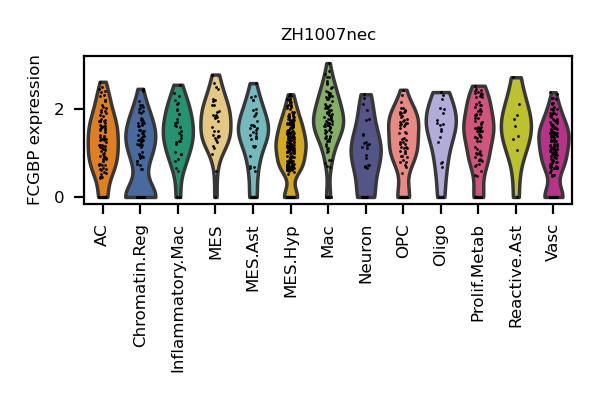 ZH1007nec
FCGBP expression
2
0
AC
Chromatin.Reg
Inflammatory.Mac
MES
MES.Ast
MES.Hyp
Mac
Neuron
OPC
Oligo
Prolif.Metab
Reactive.Ast
Vasc